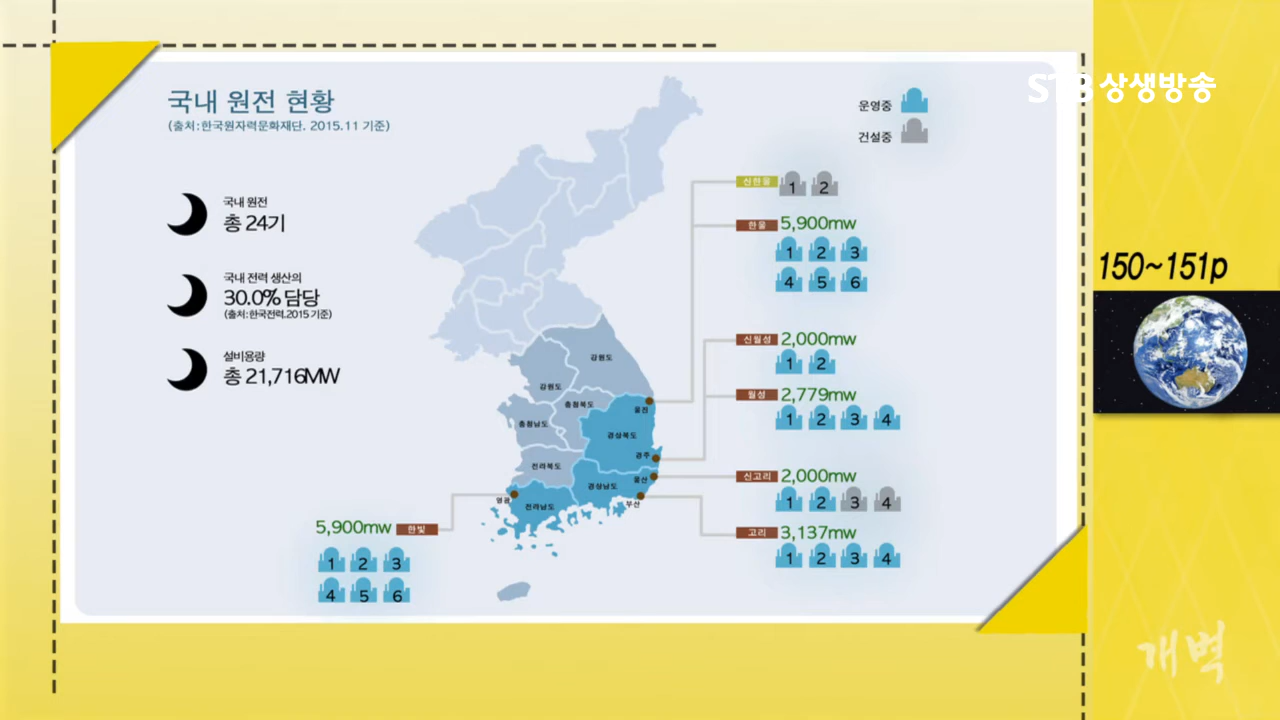 STB 상생방송
국내 원전 현황
(출처:한국원자력문화재단. 2015.11 기준)
운영중
건설중
국내 원전
총 24기
국내 전력 생산의
30.0% 담당
(출처:한국전력.2015 기준)
설비용량
총 21,716MW
신한울
1 2
한울 5,900mw
1 2 3
4 5 6
신월성 2,000mw
1 2
월성 2,779mw
1 2 3 4
신고리 2,000mw
1 2 3 4
고리 3,137mw
1 2 3 4
5,900mw 한빛
1 2 3
4 5 6
강원도
강원도
충청북도
울진
충청남도
경상북도
경주
전라북도
울산
경상남도
영광
전라남도
부산
150~151p
개벽